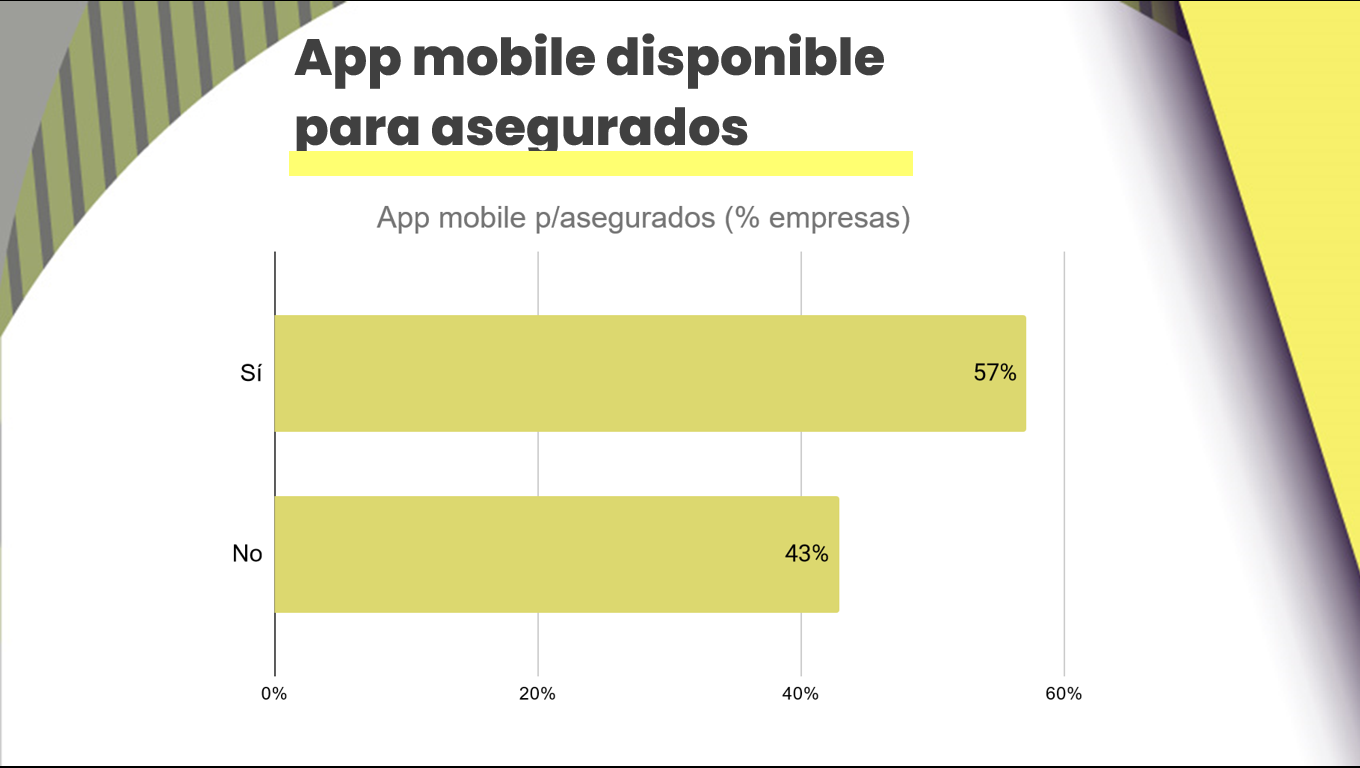 App mobile disponible
para asegurados
App mobile p/asegurados (% empresas)
Sí
57%
No
43%
0%
20%
40%
60%